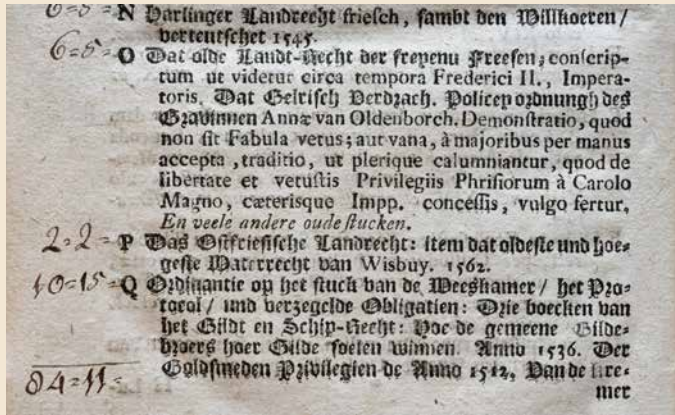 6=5= N Harlinger Landrecht friesch, sambt den Willkoeren /
verteutschet 1545.
6=5= O Dat olde Landt-Recht der freyenu Freesen; conscrip-
tum ut videtur circa tempora Frederici II., Impera-
toris. Dat Gelrisch Verdrach. Policey ordnungh des
Gravinnen Annæ van Oldenborch. Demonstratio, quod
non sit Fabula vetus; aut vana, à majoribus per manus
accepta, traditio, ut plerique calumniantur, quod de
libertate et vetustis Privilegiis Phrisiorum à Carolo
Magno, cæterisque Impp. concessis, vulgo fertur.
En veele andere oude stucken.
2=2= P Das Ostfriesische Landrecht: item dat oldeste und hoe-
geste Waterrecht van Wisbuy. 1562.
10=15= Q Ordinantie op het stuck van de Weeskamer / het Pro-
tocol / und verzegelde Obligatien: Drie boecken van
het Gildt en Schip-Recht: Hoe de gemeene Gilde-
broers hoer Gilde soelen winnen. Anno 1536. Der
Goldsmeden Privilegien de Anno 1512. Van de Kre-
84=11=
mer